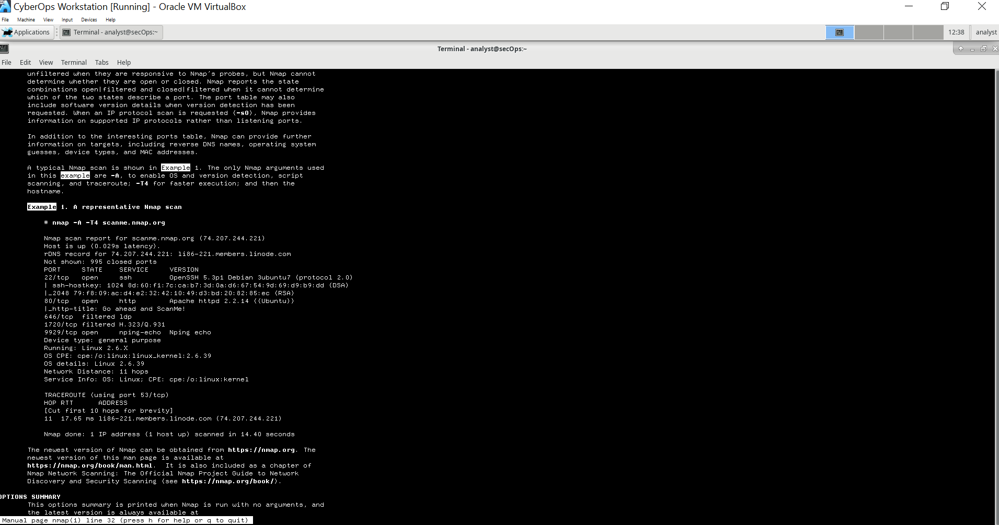 CyberOps Workstation [Running] - Oracle VM VirtualBox
File Machine View Input Devices Help
Applications Terminal - analyst@secOps:~ 12:38 analyst
Terminal - analyst@secOps:~
File Edit View Terminal Tabs Help
unfiltered when they are responsive to Nmap's probes, but Nmap cannot
determine whether they are open or closed. Nmap reports the state
combinations open|filtered and closed|filtered when it cannot determine
which of the two states describe a port. The port table may also
include software version details when version detection has been
requested. When an IP protocol scan is requested (-sO), Nmap provides
information on supported IP protocols rather than listening ports.
In addition to the interesting ports table, Nmap can provide further
information on targets, including reverse DNS names, operating system
guesses, device types, and MAC addresses.
A typical Nmap scan is shown in Example 1. The only Nmap arguments used
in this example are -A, to enable OS and version detection, script
scanning, and traceroute; -T4 for faster execution; and then the
hostname.
Example 1. A representative Nmap scan
# nmap -A -T4 scanme.nmap.org
Nmap scan report for scanme.nmap.org (74.207.244.221)
Host is up (0.029s latency).
rDNS record for 74.207.244.221: li86-221.members.linode.com
Not shown: 995 closed ports
PORT STATE SERVICE VERSION
22/tcp open ssh OpenSSH 5.3p1 Debian 3ubuntu7 (protocol 2.0)
| ssh-hostkey: 1024 8d:60:f1:7c:ca:b7:3d:0a:d6:67:54:9d:69:d9:b9:dd (DSA)
|_2048 79:f8:09:ac:d4:e2:32:42:10:49:d3:bd:20:82:85:ec (RSA)
80/tcp open http Apache httpd 2.2.14 ((Ubuntu))
|_http-title: Go ahead and ScanMe!
646/tcp filtered ldp
1720/tcp filtered H.323/Q.931
9929/tcp open nping-echo Nping echo
Device type: general purpose
Running: Linux 2.6.X
OS CPE: cpe:/o:linux:linux_kernel:2.6.39
OS details: Linux 2.6.39
Network Distance: 11 hops
Service Info: OS: Linux; CPE: cpe:/o:linux:kernel
TRACEROUTE (using port 53/tcp)
HOP RTT ADDRESS
[Cut first 10 hops for brevity]
11 17.65 ms li86-221.members.linode.com (74.207.244.221)
Nmap done: 1 IP address (1 host up) scanned in 14.40 seconds
The newest version of Nmap can be obtained from https://nmap.org. The
newest version of this man page is available at
https://nmap.org/book/man.html. It is also included as a chapter of
Nmap Network Scanning: The Official Nmap Project Guide to Network
Discovery and Security Scanning (see https://nmap.org/book/).
OPTIONS SUMMARY
This options summary is printed when Nmap is run with no arguments, and
the latest version is always available at
Manual page nmap(1) line 32 (press h for help or q to quit)